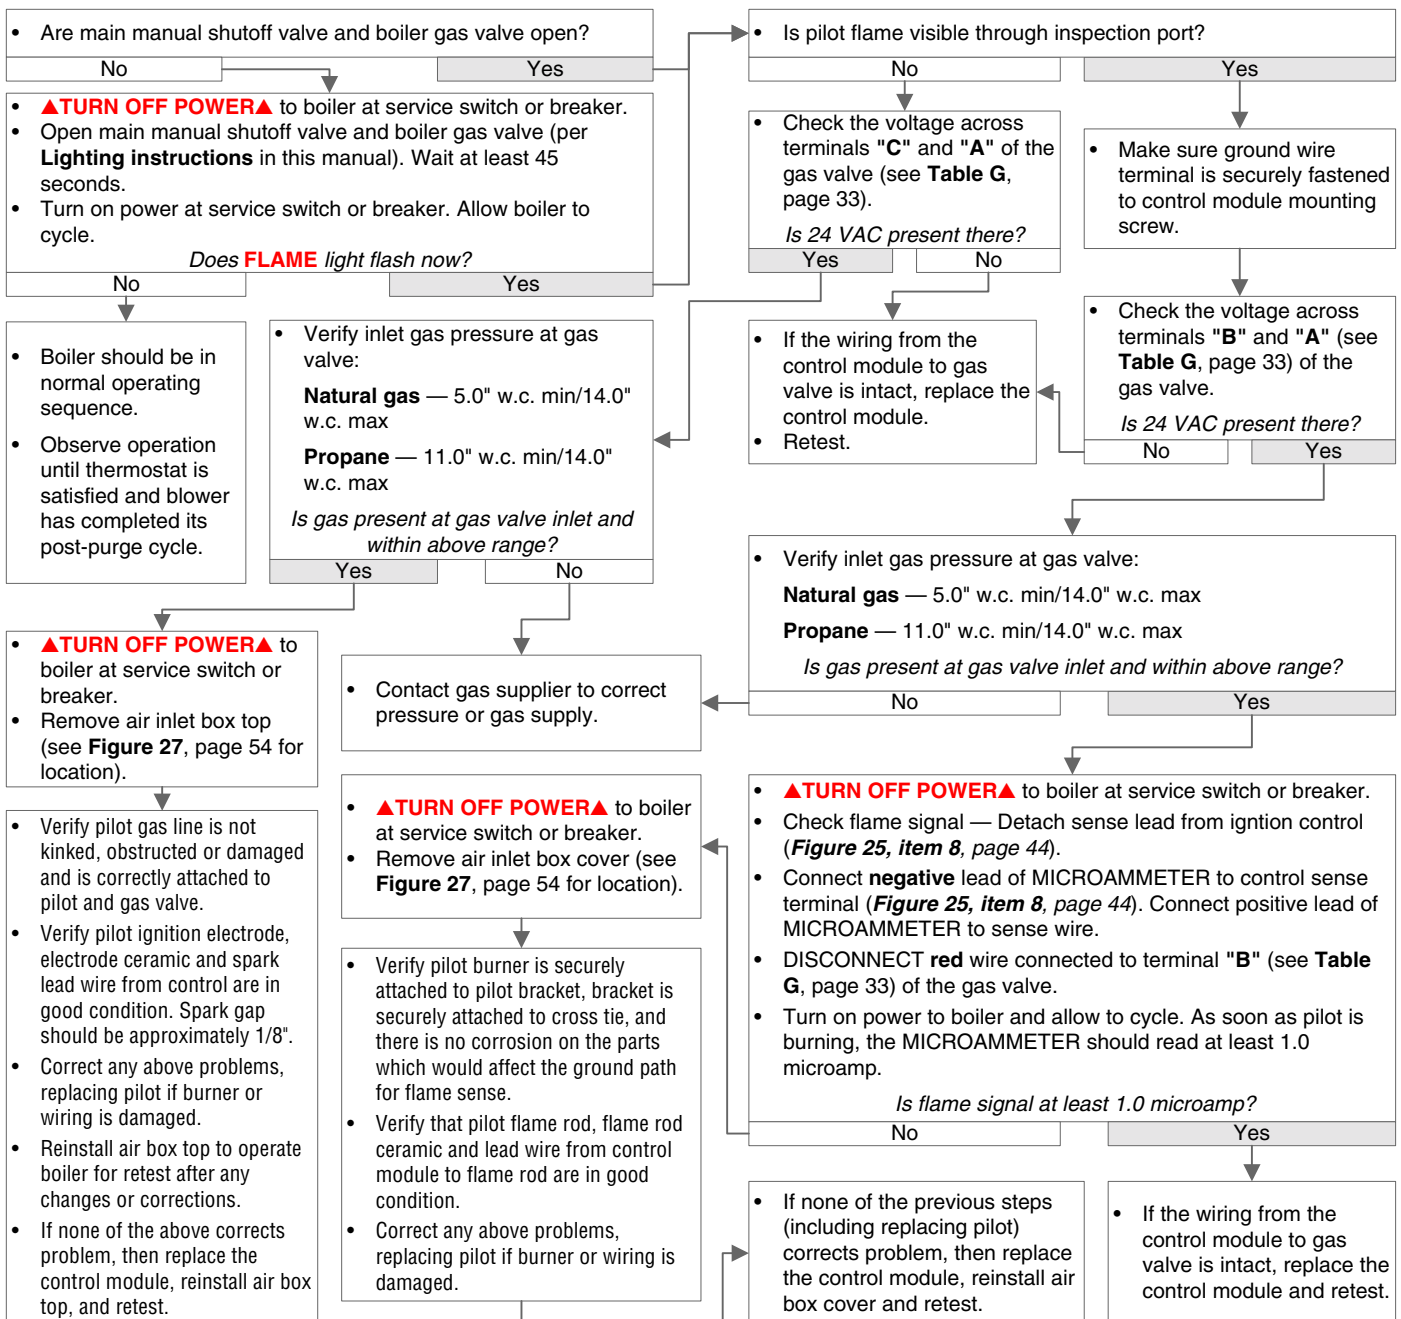 • Are main manual shutoff valve and boiler gas valve open?
No
Yes
• ▲TURN OFF POWER▲ to boiler at service switch or breaker.
• Open main manual shutoff valve and boiler gas valve (per
Lighting instructions in this manual). Wait at least 45
seconds.
• Turn on power at service switch or breaker. Allow boiler to
cycle.
Does FLAME light flash now?
No
Yes
• Boiler should be in
normal operating
sequence.
• Observe operation
until thermostat is
satisfied and blower
has completed its
post-purge cycle.
• Verify inlet gas pressure at gas
valve:
Natural gas — 5.0" w.c. min/14.0"
w.c. max
Propane — 11.0" w.c. min/14.0"
w.c. max
Is gas present at gas valve inlet and
within above range?
Yes
No
• ▲TURN OFF POWER▲ to
boiler at service switch or
breaker.
• Remove air inlet box top
(see Figure 27, page 54 for
location).
• Verify pilot gas line is not
kinked, obstructed or damaged
and is correctly attached to
pilot and gas valve.
• Verify pilot ignition electrode,
electrode ceramic and spark
lead wire from control are in
good condition. Spark gap
should be approximately 1/8".
• Correct any above problems,
replacing pilot if burner or
wiring is damaged.
• Reinstall air box top to operate
boiler for retest after any
changes or corrections.
• If none of the above corrects
problem, then replace the
control module, reinstall air box
top, and retest.
• Contact gas supplier to correct
pressure or gas supply.
• ▲TURN OFF POWER▲ to boiler
at service switch or breaker.
• Remove air inlet box cover (see
Figure 27, page 54 for location).
• Verify pilot burner is securely
attached to pilot bracket, bracket is
securely attached to cross tie, and
there is no corrosion on the parts
which would affect the ground path
for flame sense.
• Verify that pilot flame rod, flame rod
ceramic and lead wire from control
module to flame rod are in good
condition.
• Correct any above problems,
replacing pilot if burner or wiring is
damaged.
• Is pilot flame visible through inspection port?
No
Yes
• Check the voltage across
terminals "C" and "A" of the
gas valve (see Table G,
page 33).
Is 24 VAC present there?
Yes
No
• If the wiring from the
control module to gas
valve is intact, replace the
control module.
• Retest.
• Make sure ground wire
terminal is securely fastened
to control module mounting
screw.
• Check the voltage across
terminals "B" and "A" (see
Table G, page 33) of the
gas valve.
Is 24 VAC present there?
No
Yes
• Verify inlet gas pressure at gas valve:
Natural gas — 5.0" w.c. min/14.0" w.c. max
Propane — 11.0" w.c. min/14.0" w.c. max
Is gas present at gas valve inlet and within above range?
No
Yes
• ▲TURN OFF POWER▲ to boiler at service switch or breaker.
• Check flame signal — Detach sense lead from igntion control
(Figure 25, item 8, page 44).
• Connect negative lead of MICROAMMETER to control sense
terminal (Figure 25, item 8, page 44). Connect positive lead of
MICROAMMETER to sense wire.
• DISCONNECT red wire connected to terminal "B" (see Table
G, page 33) of the gas valve.
• Turn on power to boiler and allow to cycle. As soon as pilot is
burning, the MICROAMMETER should read at least 1.0
microamp.
Is flame signal at least 1.0 microamp?
No
Yes
• If none of the previous steps
(including replacing pilot)
corrects problem, then replace
the control module, reinstall air
box cover and retest.
• If the wiring from the
control module to gas
valve is intact, replace the
control module and retest.